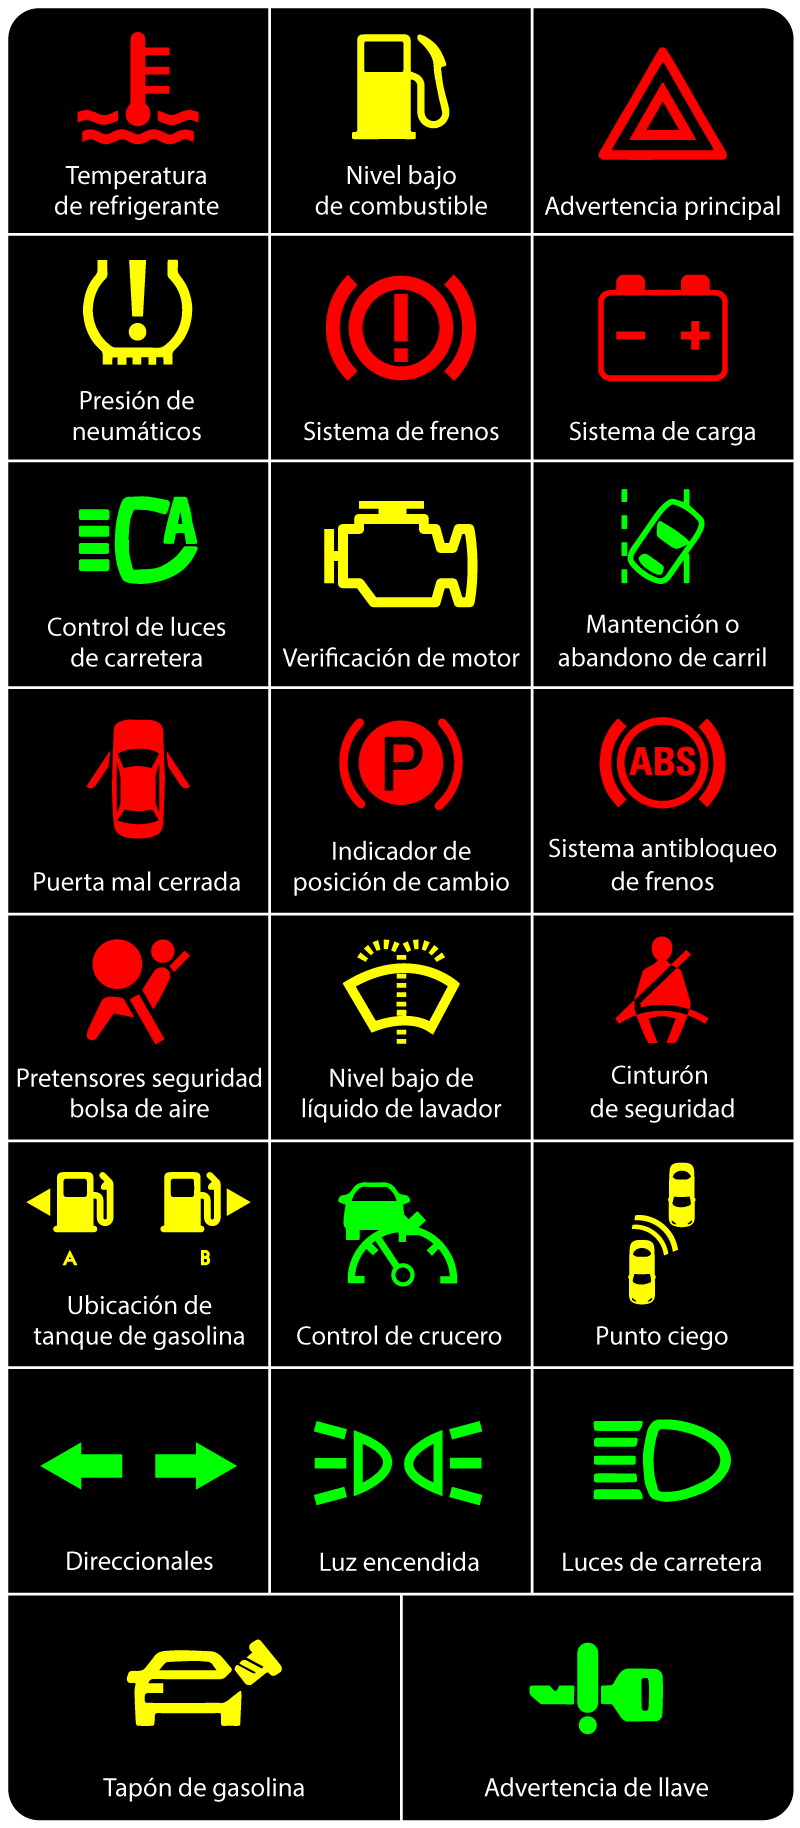 Temperatura
de refrigerante
Nivel bajo
de combustible
Advertencia principal
Presión de
neumáticos
Sistema de frenos
Sistema de carga
A
Control de luces
de carretera
Verificación de motor
Mantención o
abandono de carril
Puerta mal cerrada
P
Indicador de
posición de cambio
ABS
Sistema antibloqueo
de frenos
Pretensores seguridad
bolsa de aire
Nivel bajo de
líquido de lavador
Cinturón
de seguridad
A B
Ubicación de
tanque de gasolina
Control de crucero
Punto ciego
Direccionales
Luz encendida
Luces de carretera
Tapón de gasolina
Advertencia de llave